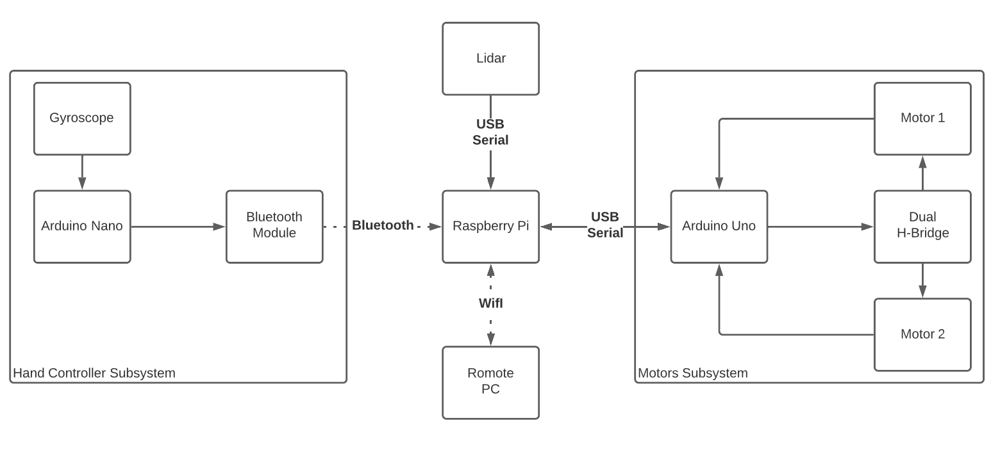 Lidar
Gyroscope
Motor 1
USB
Serial
Arduino Nano
Bluetooth
Module
Bluetooth
Raspberry Pi
USB
Serial
Arduino Uno
Dual
H-Bridge
WifI
Motor 2
Romote
PC
Hand Controller Subsystem
Motors Subsystem